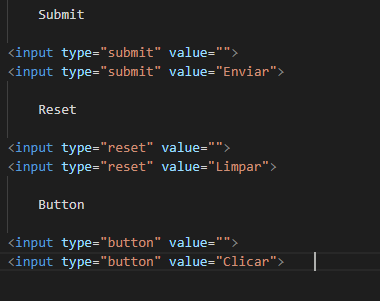 Submit
<input type="submit" value="">
<input type="submit" value="Enviar">
Reset
<input type="reset" value="">
<input type="reset" value="Limpar">
Button
<input type="button" value="">
<input type="button" value="Clicar">